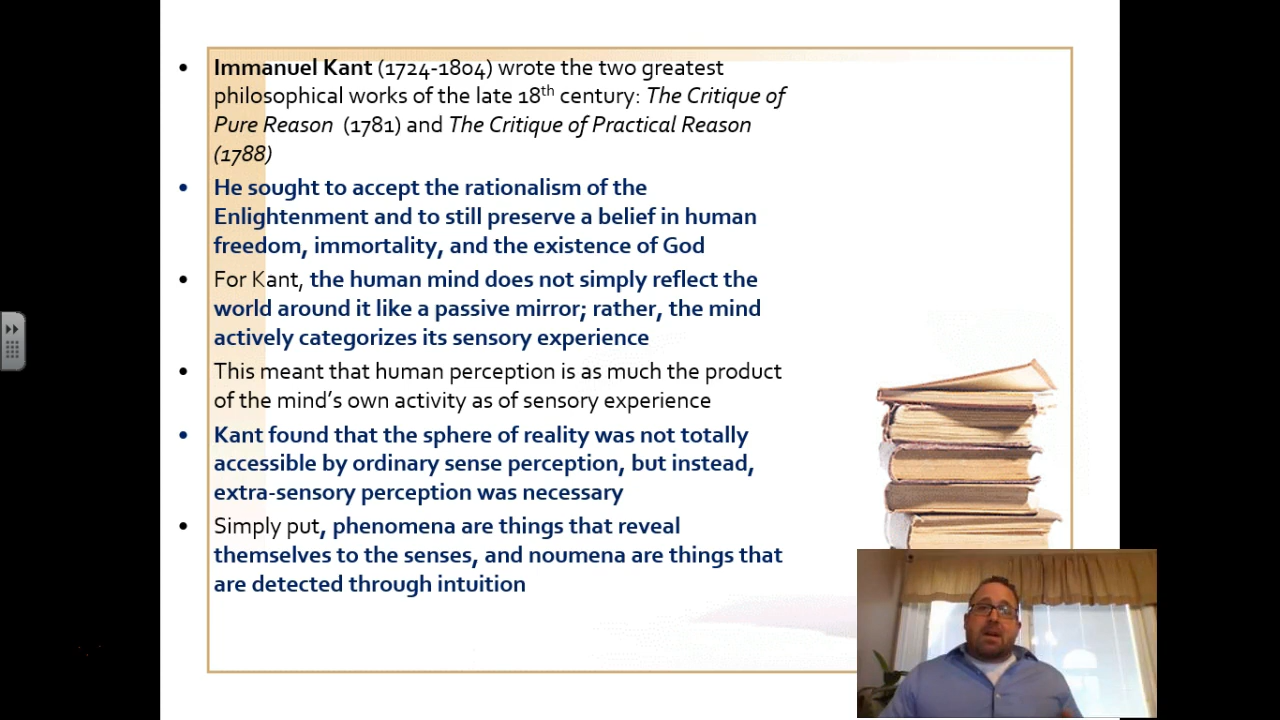 • Immanuel Kant (1724-1804) wrote the two greatest
philosophical works of the late 18th century: The Critique of
Pure Reason (1781) and The Critique of Practical Reason
(1788)
• He sought to accept the rationalism of the
Enlightenment and to still preserve a belief in human
freedom, immortality, and the existence of God
• For Kant, the human mind does not simply reflect the
world around it like a passive mirror; rather, the mind
actively categorizes its sensory experience
• This meant that human perception is as much the product
of the mind's own activity as of sensory experience
• Kant found that the sphere of reality was not totally
accessible by ordinary sense perception, but instead,
extra-sensory perception was necessary
• Simply put, phenomena are things that reveal
themselves to the senses, and noumena are things that
are detected through intuition